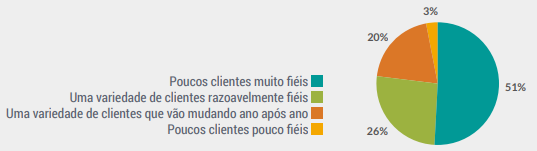 3%
20%
Poucos clientes muito fiéis
51%
Uma variedade de clientes razoavelmente fiéis
Uma variedade de clientes que vão mudando ano após ano
Poucos clientes pouco fiéis
26%